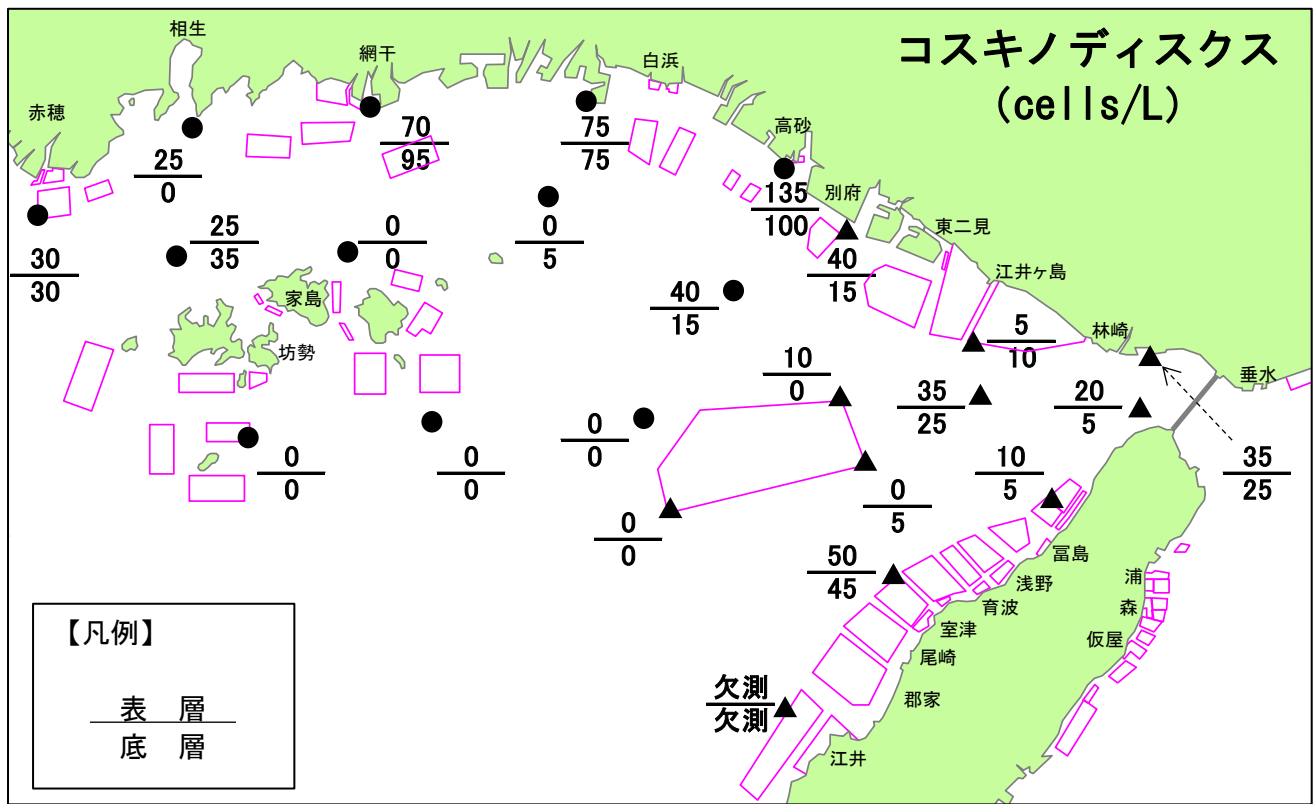 コスキノディスクス
(cells/L)
相生
網干
白浜
赤穂
高砂
別府
東二見
江井ヶ島
林崎
垂水
家島
坊勢
25
0
70
95
75
75
135
100
30
30
25
35
0
0
0
5
40
15
40
15
5
10
10
0
35
25
20
5
35
25
0
0
0
0
0
0
10
5
0
5
0
0
50
45
欠測
欠測
冨島
浅野
育波
室津
尾崎
郡家
江井
浦
森
仮屋
【凡例】
表 層
底 層